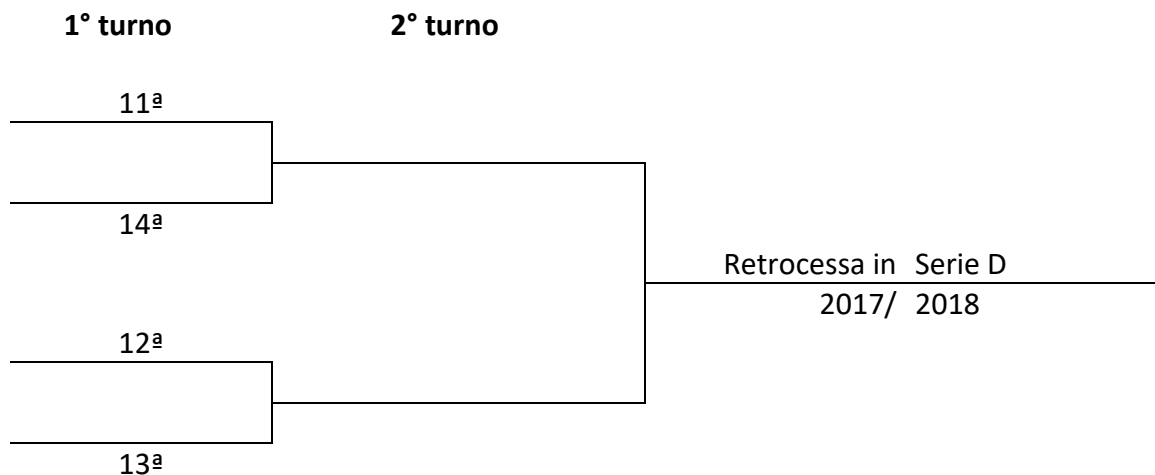 1° turno 2° turno
11ª
14ª
Retrocessa in Serie D
2017/ 2018
12ª
13ª